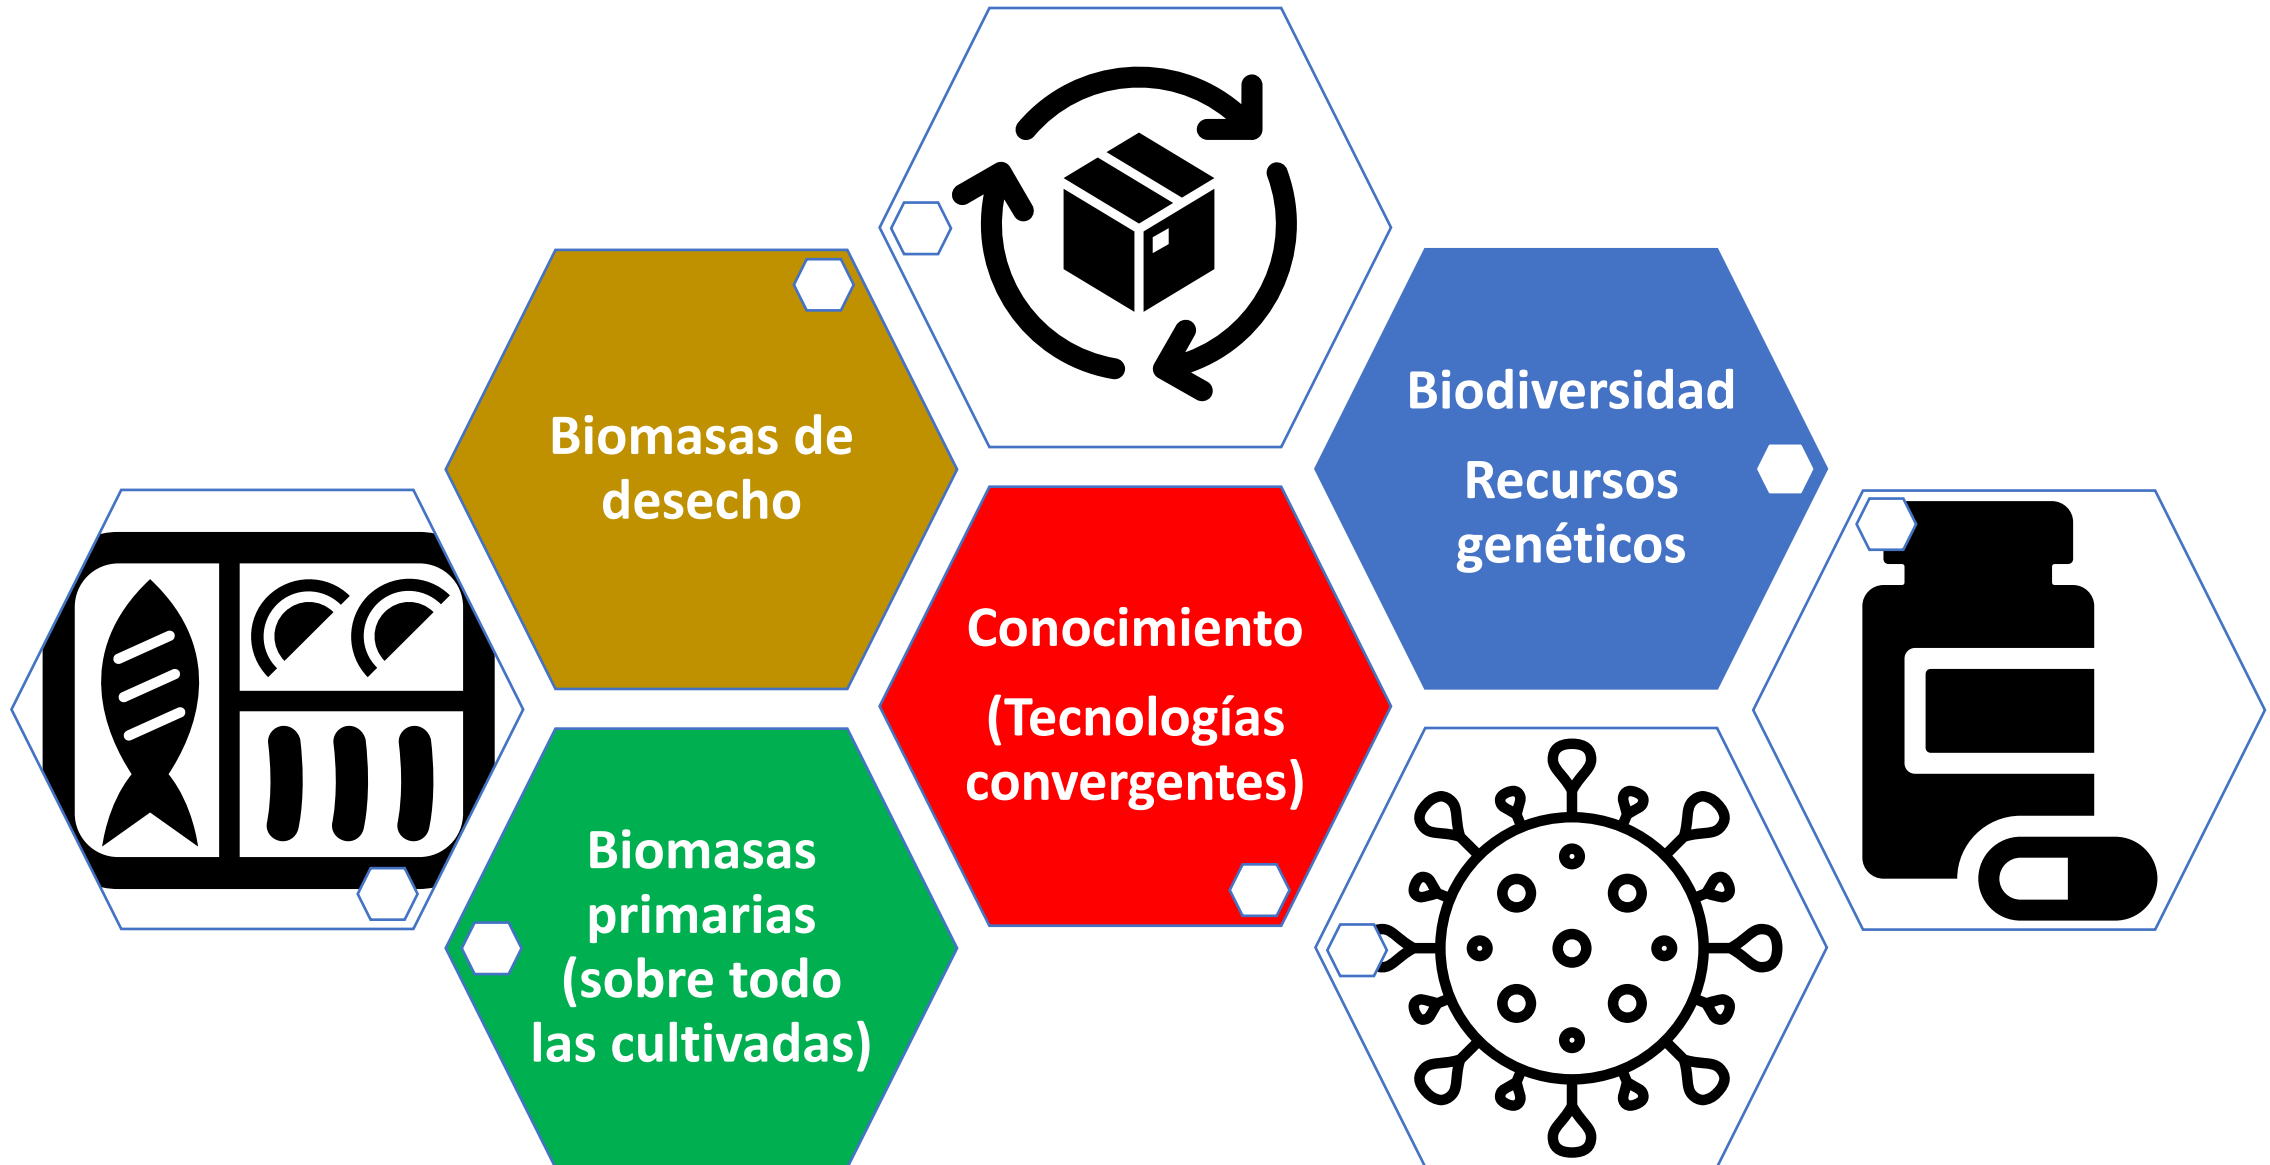 Biomasas de
desecho
Biodiversidad
Recursos
genéticos
Conocimiento
(Tecnologías
convergentes)
Biomasas
primarias
(sobre todo
las cultivadas)